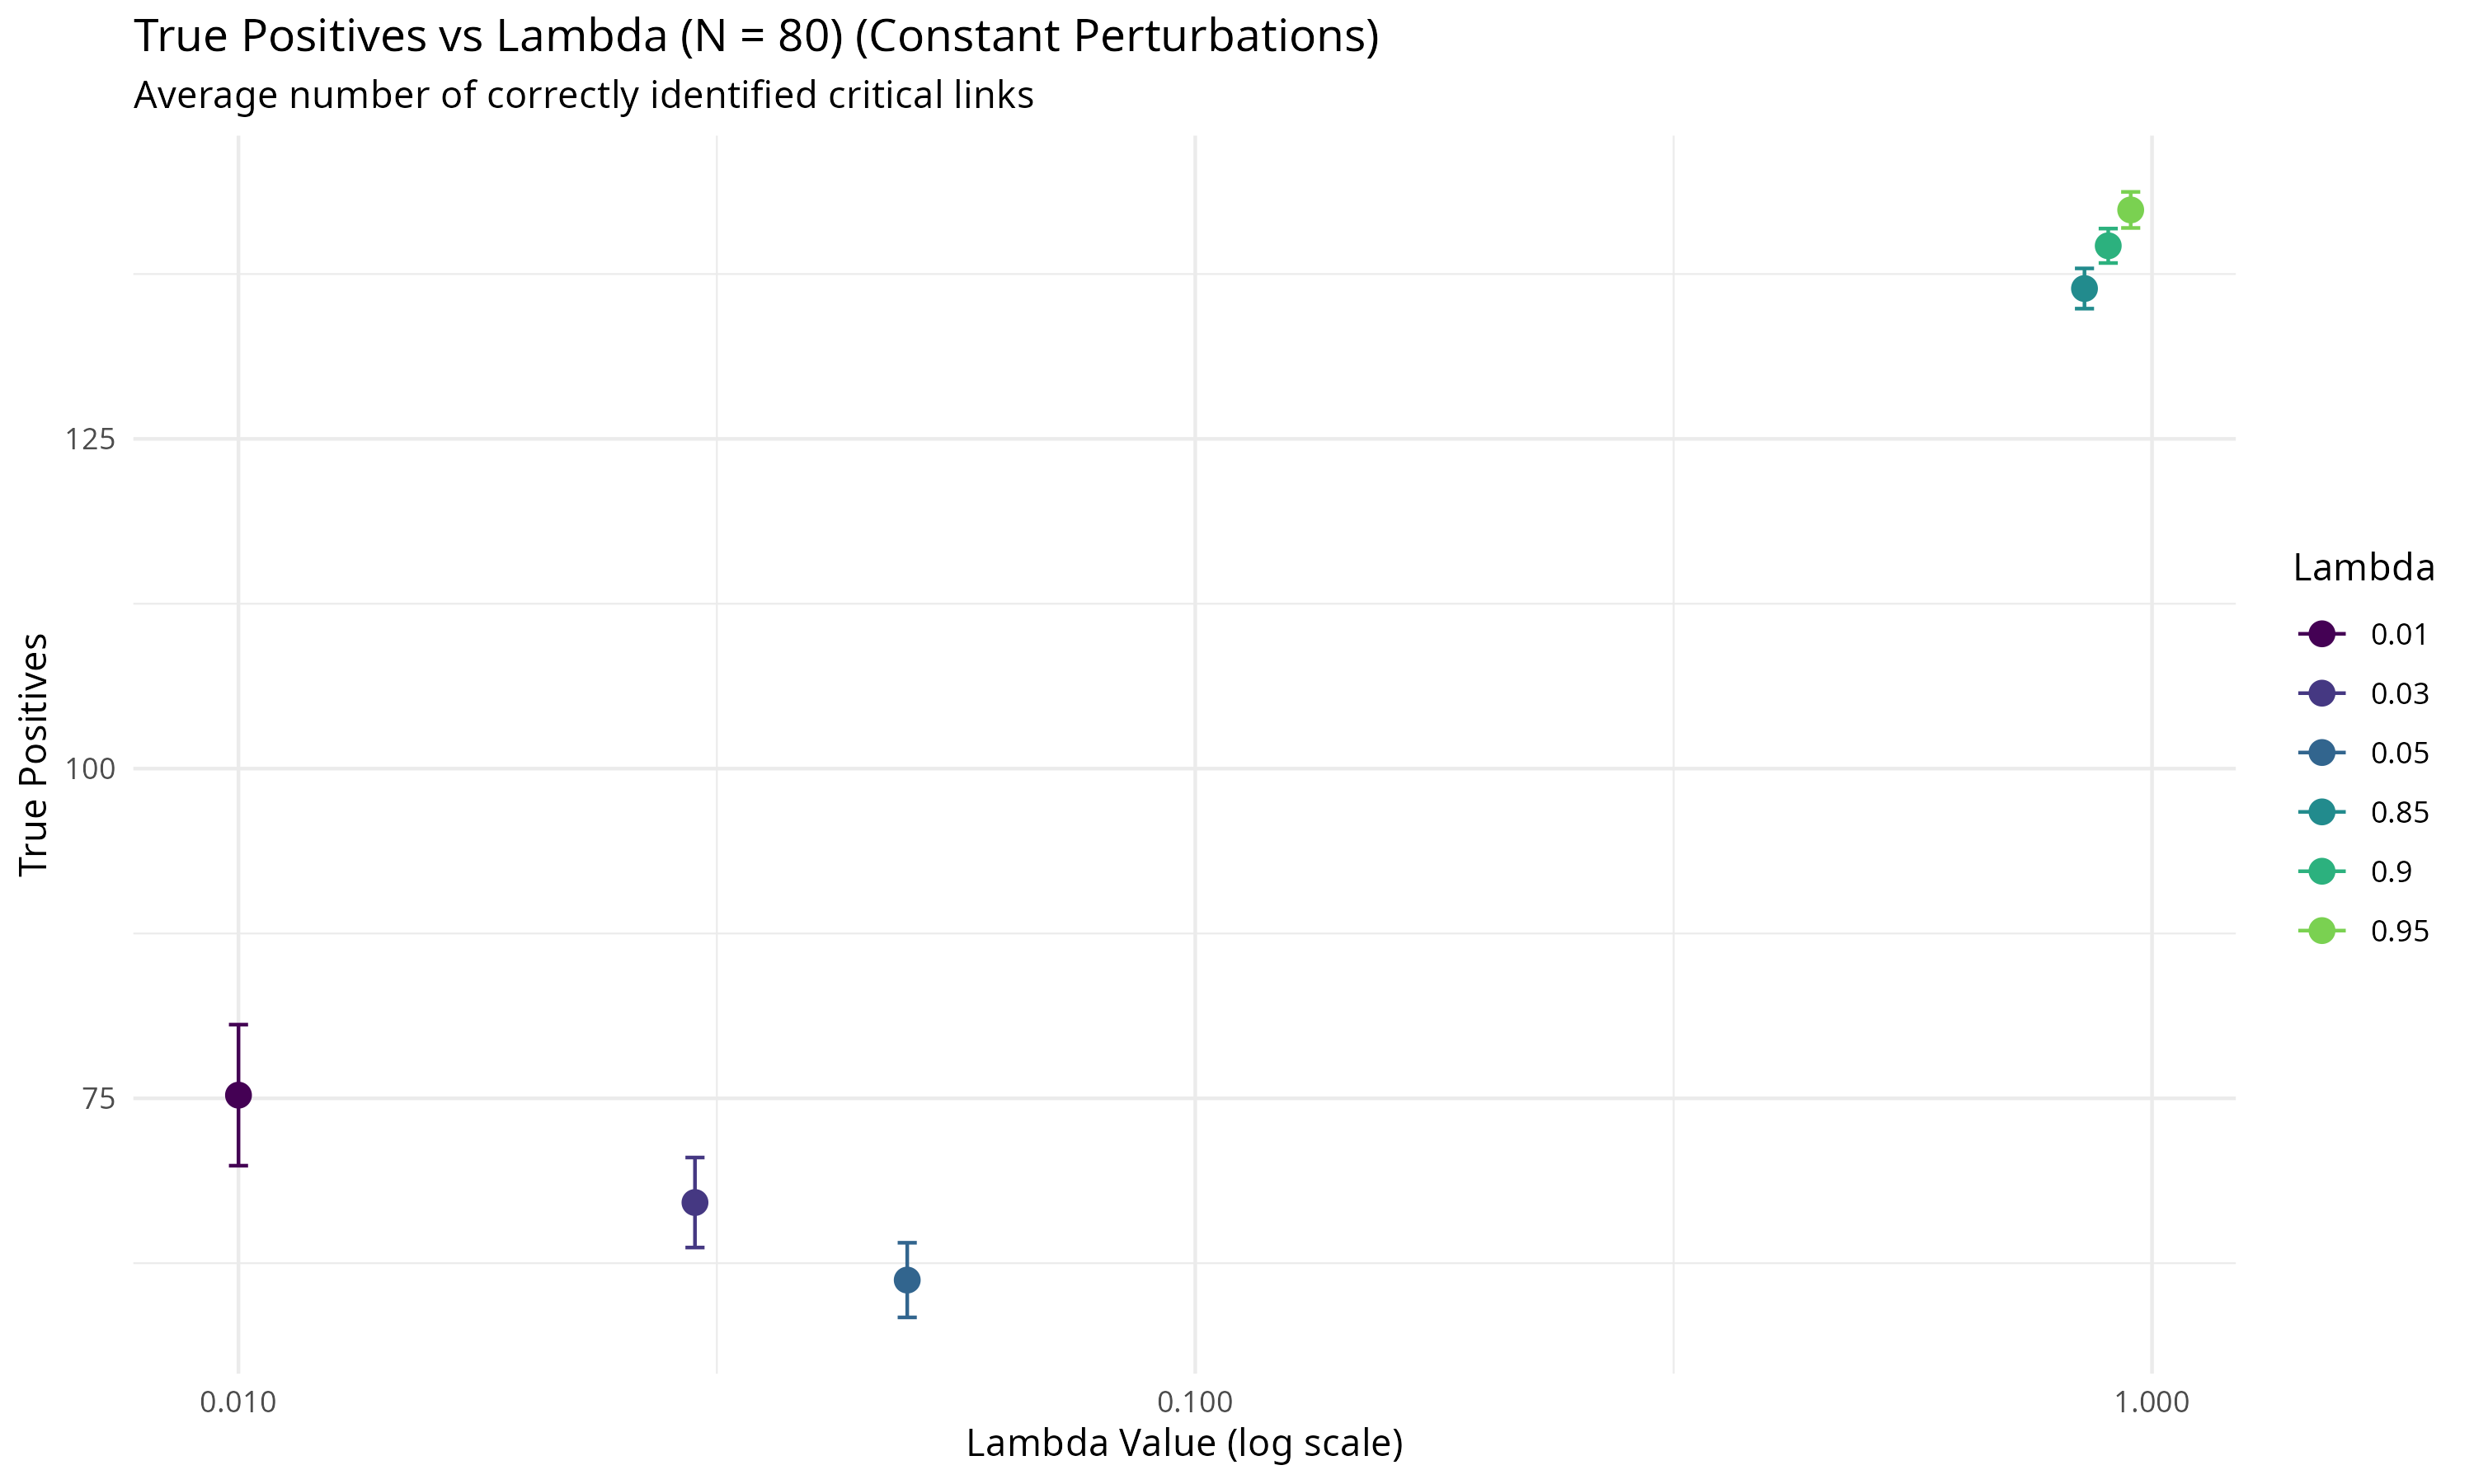 True Positives vs Lambda (N = 80) (Constant Perturbations)
Average number of correctly identified critical links
True Positives
125
100
75
0.010
0.100
1.000
Lambda Value (log scale)
Lambda
0.01
0.03
0.05
0.85
0.9
0.95